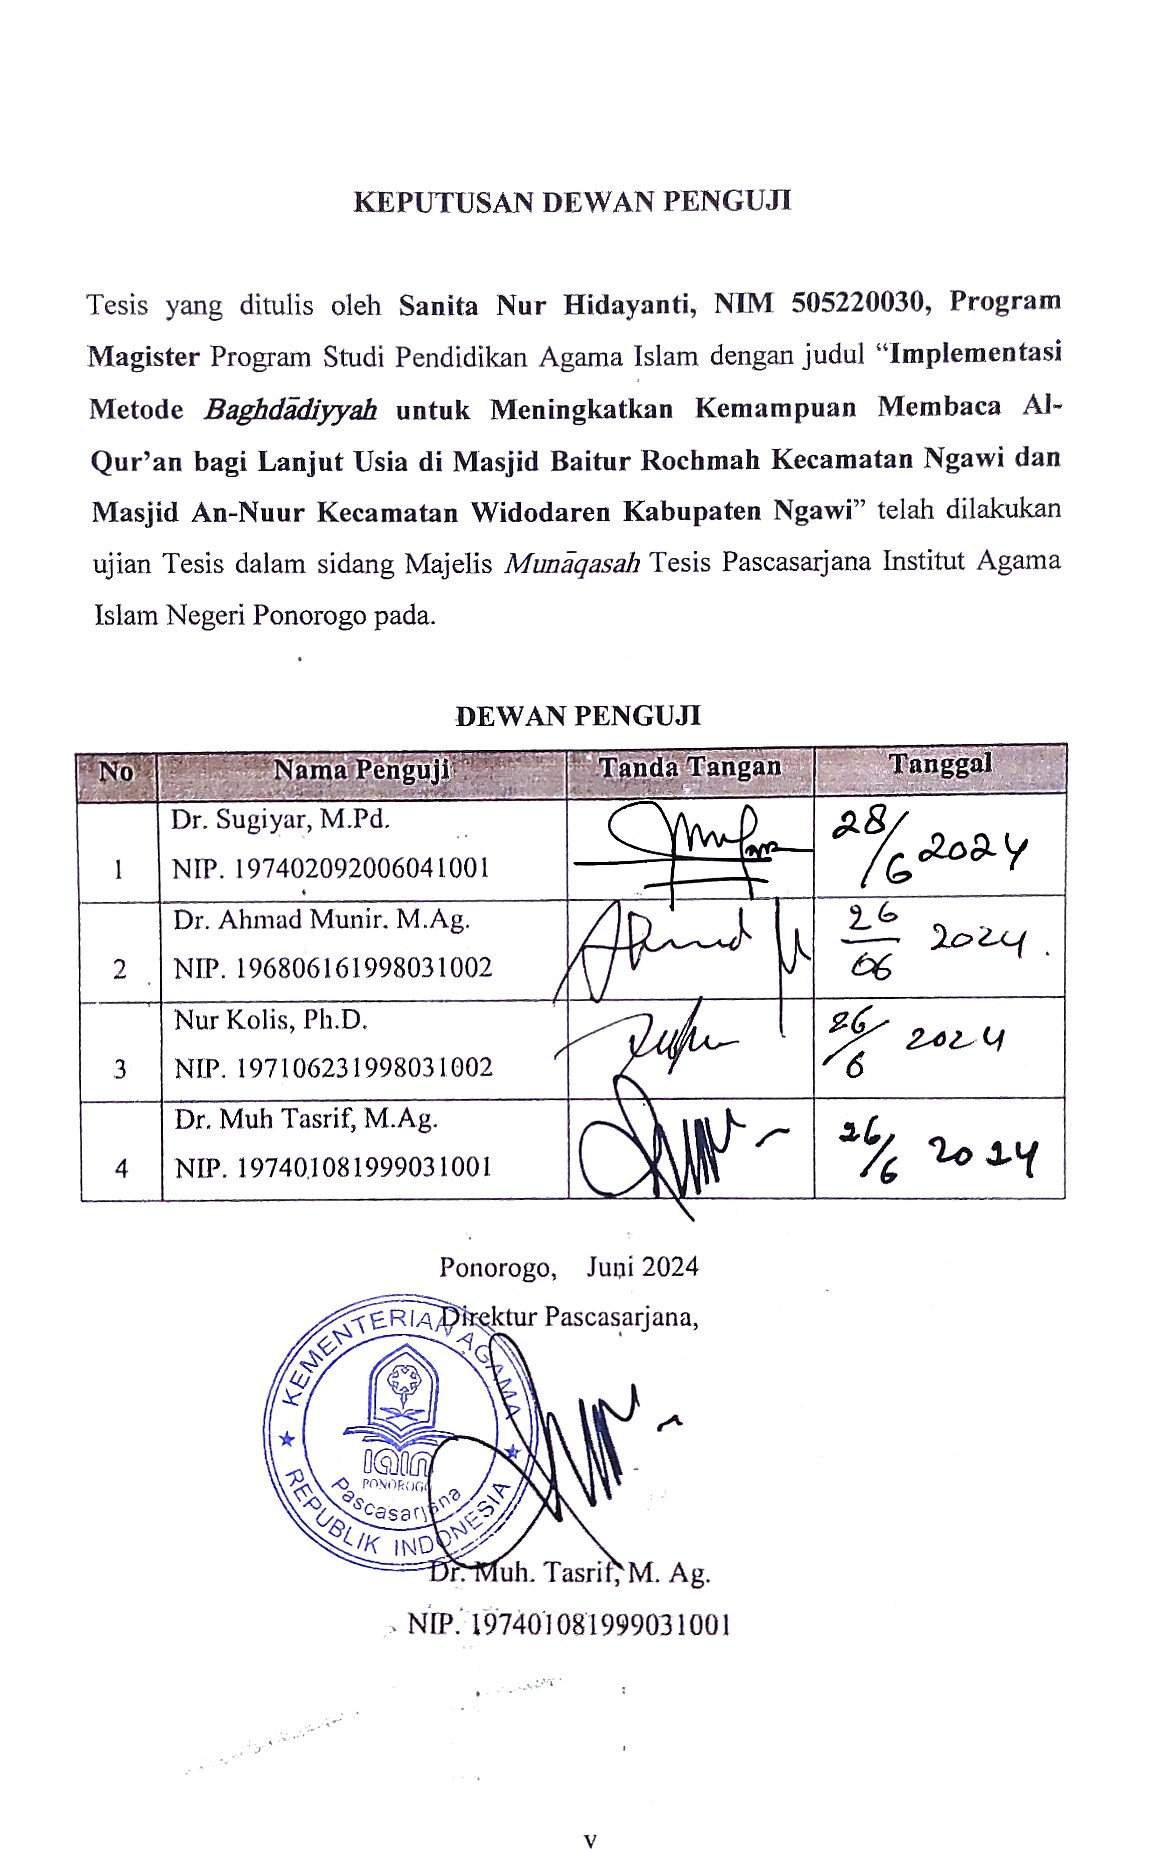 KEPUTUSAN DEWAN PENGUJI
Tesis yang ditulis oleh Sanita Nur Hidayanti, NIM 505220030, Program
Magister Program Studi Pendidikan Agama Islam dengan judul “Implementasi
Metode Baghdādiyyah untuk Meningkatkan Kemampuan Membaca Al-
Qur’an bagi Lanjut Usia di Masjid Baitur Rochmah Kecamatan Ngawi dan
Masjid An-Nuur Kecamatan Widodaren Kabupaten Ngawi” telah dilakukan
ujian Tesis dalam sidang Majelis Munāqasah Tesis Pascasarjana Institut Agama
Islam Negeri Ponorogo pada.
DEWAN PENGUJI
No Nama Penguji Tanda Tangan Tanggal
Dr. Sugiyar, M.Pd.
1 NIP. 197402092006041001 28/6 2024
Dr. Ahmad Munir. M.Ag.
2 NIP. 196806161998031002 26/06 2024.
Nur Kolis, Ph.D.
3 NIP. 197106231998031002 26/6 2024
Dr. Muh Tasrif, M.Ag.
4 NIP. 197401081999031001 26/6 2024
Ponorogo, Juni 2024
Direktur Pascasarjana,
KEMENTERIAN AGAMA
IAIN
PONOROGO
Pascasarjana
REPUBLIK INDONESIA
Dr. Muh. Tasrif, M. Ag.
NIP. 197401081999031001
v